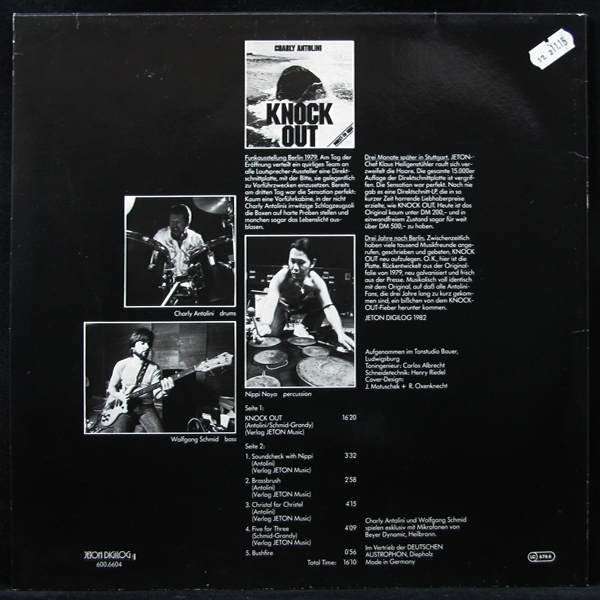 12 21.15
CHARLY ANTOLINI
KNOCK
OUT
Funkausstellung Berlin 1979. Am Tag der
Eröffnung verteilt ein quirliges Team an
alle Lautsprecher-Aussteller eine Direkt-
schnittplatte, mit der Bitte, sie gelegentlich
zu Vorführzwecken einzusetzen. Bereits
am dritten Tag war die Sensation perfekt:
Kaum eine Vorführkabine, in der nicht
Charly Antolinis irrwitzige Schlagzeugsoli
die Boxen auf harte Proben stellen und
manchen sogar das Lebenslicht aus-
blasen.
Drei Monate später in Stuttgart. JETON-
Chef Klaus Heiligenstühler rauft sich ver-
zweifelt die Haare. Die gesamte 15.000er
Auflage der Direktschnittplatte ist vergrif-
fen. Die Sensation war perfekt. Noch nie
gab es eine Direktschnitt-LP, die in so
kurzer Zeit horrende Liebhaberpreise
erzielte, wie KNOCK OUT. Heute ist das
Original kaum unter DM 200,- und in
einwandfreiem Zustand sogar für weit
über DM 500,- zu haben.
Drei Jahre nach Berlin. Zwischenzeitlich
haben viele tausend Musikfreunde ange-
rufen, geschrieben und gebeten, KNOCK
OUT neu aufzulegen. O.K., hier ist die
Platte. Rückentwickelt aus der Original-
folie von 1979, neu galvanisiert und frisch
aus der Presse. Musikalisch voll identisch
mit dem Original, auf daß alle Antolini-
Fans, die drei Jahre lang zu kurz gekom-
men sind, ein bißchen von dem KNOCK-
OUT-Fieber herunter kommen.
JETON DIGILOG 1982
Charly Antolini drums
Wolfgang Schmid bass
Nippi Noya percussion
Aufgenommen im Tonstudio Bauer,
Ludwigsburg
Toningenieur: Carlos Albrecht
Schneidetechnik: Henry Riedel
Cover-Design:
J. Matuschek + R. Oxenknecht
Seite 1:
KNOCK OUT 16'20
(Antolini/Schmid-Grandy)
(Verlag JETON Music)
Seite 2:
1. Soundcheck with Nippi 3'32
(Antolini)
(Verlag JETON Music)
2. Brassbrush 2'58
(Antolini)
(Verlag JETON Music)
3. Christal for Christel 4'15
(Antolini)
(Verlag JETON Music)
4. Five for Three 4'09
(Schmid-Grandy)
(Verlag JETON Music)
5. Bushfire 0'56
Total Time: 16'10
Charly Antolini und Wolfgang Schmid
spielen exklusiv mit Mikrofonen von
Beyer Dynamic, Heilbronn.
Im Vertrieb der DEUTSCHEN
AUSTROPHON, Diepholz
Made in Germany
JETON DIGILOG
600.6604
LC 6766